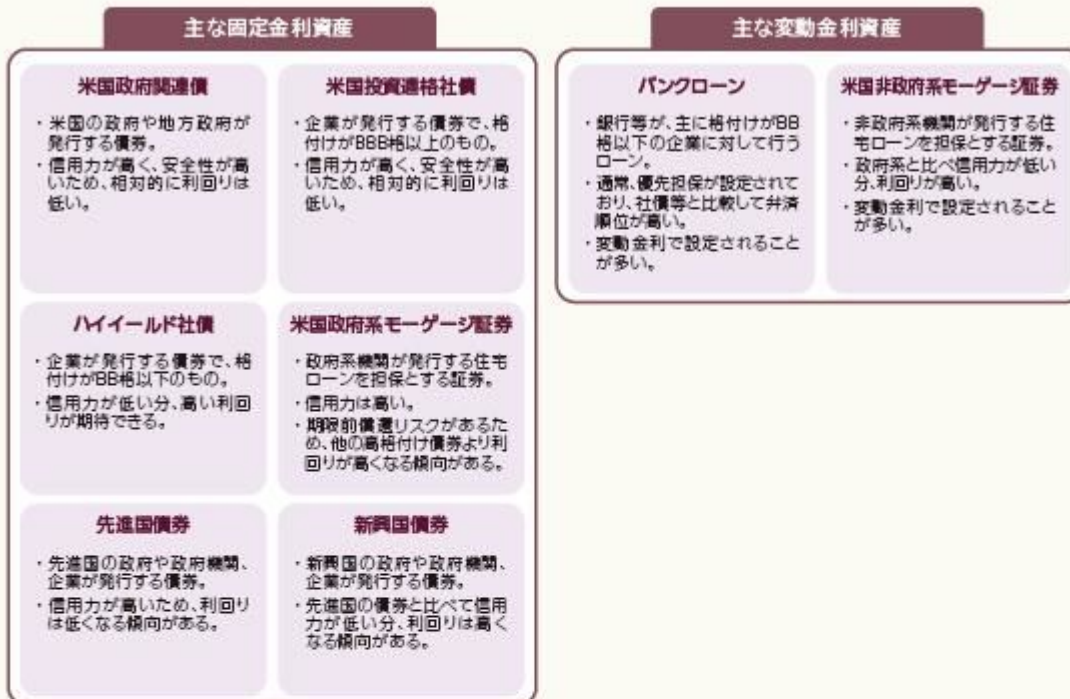 主な固定金利資産
米国政府関連債
・米国の政府や地方政府が
発行する債券。
・信用力が高く、安全性が高
いため、相対的に利回りは
低い。
米国投資適格社債
・企業が発行する債券で、格
付けがBBB格以上のもの。
・信用力が高く、安全性が高
いため、相対的に利回りは
低い。
ハイイールド社債
・企業が発行する債券で、格
付けがBB格以下のもの。
・信用力が低い分、高い利回
りが期待できる。
米国政府系モーゲージ証券
・政府系機関が発行する住宅
ローンを担保とする証券。
・信用力は高い。
・期限前償還リスクがあるた
め、他の高格付け債券より利
回りが高くなる傾向がある。
先進国債券
・先進国の政府や政府機関、
企業が発行する債券。
・信用力が高いため、利回り
は低くなる傾向がある。
新興国債券
・新興国の政府や政府機関、
企業が発行する債券。
・先進国の債券と比べて信用
力が低い分、利回りは高く
なる傾向がある。
主な変動金利資産
バンクローン
・銀行等が、主に格付けがBB
格以下の企業に対して行う
ローン。
・通常、優先担保が設定されて
おり、社債等と比較して弁済
順位が高い。
・変動金利で設定されること
が多い。
米国非政府系モーゲージ証券
・非政府系機関が発行する住
宅ローンを担保とする証券。
・政府系と比べ信用力が低い
分、利回りが高い。
・変動金利で設定されること
が多い。